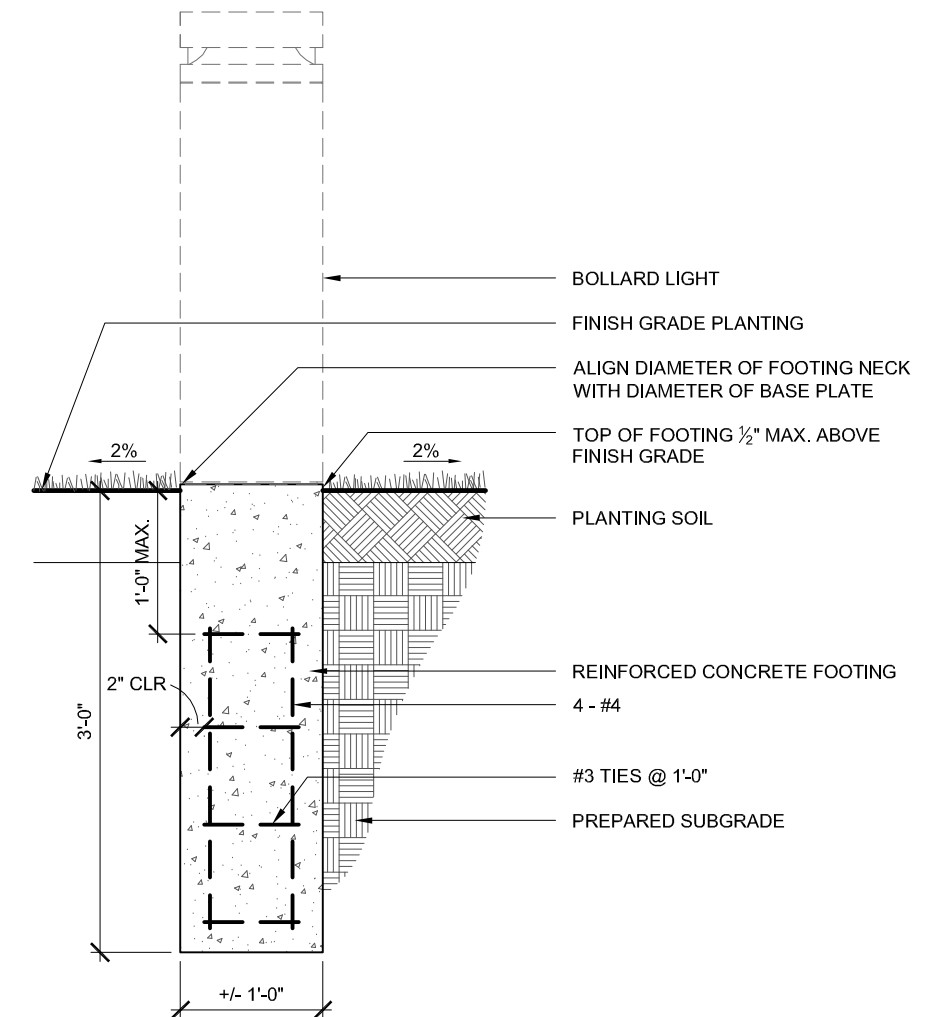 BOLLARD LIGHT
FINISH GRADE PLANTING
ALIGN DIAMETER OF FOOTING NECK
WITH DIAMETER OF BASE PLATE
TOP OF FOOTING ½" MAX. ABOVE
FINISH GRADE
2%
2%
PLANTING SOIL
1'-0" MAX.
REINFORCED CONCRETE FOOTING
2" CLR
4 - #4
3'-0"
#3 TIES @ 1'-0"
PREPARED SUBGRADE
+/- 1'-0"